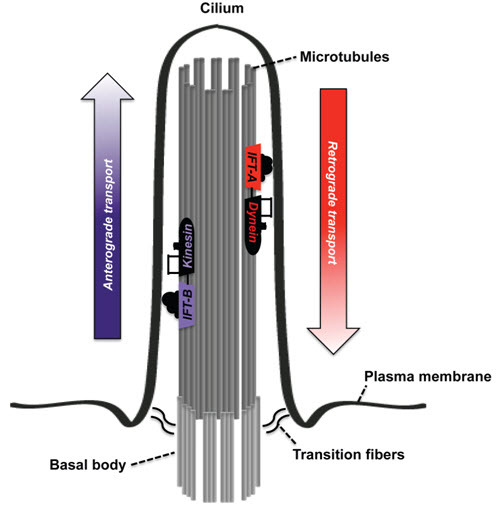 Cilium
Microtubules
Anterograde transport
Retrograde transport
IFT-A
Dynein
Kinesin
IFT-B
Plasma membrane
Basal body
Transition fibers